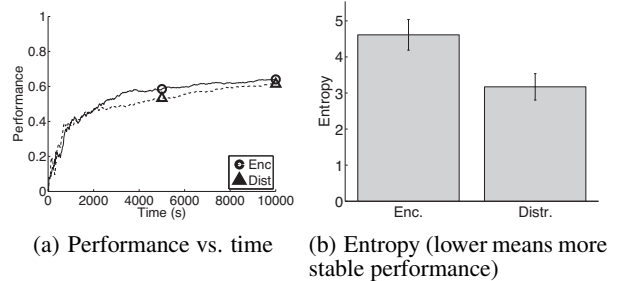 1
0.8
0.6
0.4
0.2
0
Performance
0 2000 4000 6000 8000 10000
Time (s)
Enc
Dist
(a) Performance vs. time
5
4
3
2
1
0
Entropy
Enc. Distr.
(b) Entropy (lower means more
stable performance)